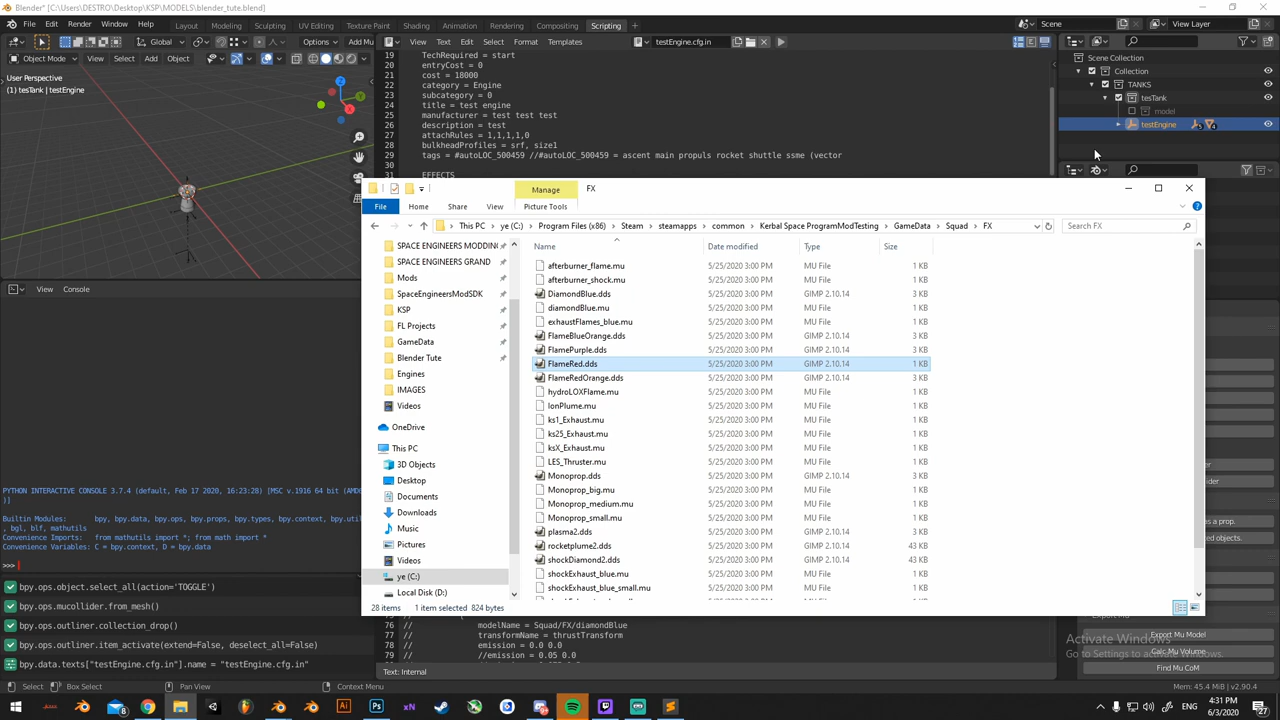 Blender* [C:\Users\DESTRO\Desktop\KSP\MODELS\blender_tute.blend]
File Edit Render Window Help Layout Modeling Sculpting UV Editing Texture Paint Shading Animation Rendering Compositing Scripting + Scene View Layer
Global Options Add Mu View Text Edit Select Format Templates testEngine.cfg.in
Object Mode View Select Add Object
User Perspective
(1) tesTank | testEngine
19 TechRequired = start
20 entryCost = 0
21 cost = 18000
22 category = Engine
23 subcategory = 0
24 title = test engine
25 manufacturer = test test test
26 description = test
27 attachRules = 1,1,1,1,0
28 bulkheadProfiles = srf, size1
29 tags = #autoLOC_500459 //#autoLOC_500459 = ascent main propuls rocket shuttle ssme (vector
30
31 EFFECTS
Scene Collection
Collection
TANKS
tesTank
model
testEngine
Manage FX
File Home Share View Picture Tools
This PC ye (C:) Program Files (x86) Steam steamapps common Kerbal Space ProgramModTesting GameData Squad FX Search FX
Name Date modified Type Size
SPACE ENGINEERS MODDING
SPACE ENGINEERS GRAND
Mods
SpaceEngineersModSDK
KSP
FL Projects
GameData
Blender Tute
Engines
IMAGES
Videos
OneDrive
This PC
3D Objects
Desktop
Documents
Downloads
Music
Pictures
Videos
ye (C:)
Local Disk (D:)
afterburner_flame.mu 5/25/2020 3:00 PM MU File 1 KB
afterburner_shock.mu 5/25/2020 3:00 PM MU File 1 KB
DiamondBlue.dds 5/25/2020 3:00 PM GIMP 2.10.14 3 KB
diamondBlue.mu 5/25/2020 3:00 PM MU File 1 KB
exhaustFlames_blue.mu 5/25/2020 3:00 PM MU File 1 KB
FlameBlueOrange.dds 5/25/2020 3:00 PM GIMP 2.10.14 3 KB
FlamePurple.dds 5/25/2020 3:00 PM GIMP 2.10.14 3 KB
FlameRed.dds 5/25/2020 3:00 PM GIMP 2.10.14 1 KB
FlameRedOrange.dds 5/25/2020 3:00 PM GIMP 2.10.14 3 KB
hydroLOXFlame.mu 5/25/2020 3:00 PM MU File 1 KB
IonPlume.mu 5/25/2020 3:00 PM MU File 1 KB
ks1_Exhaust.mu 5/25/2020 3:00 PM MU File 1 KB
ks25_Exhaust.mu 5/25/2020 3:00 PM MU File 1 KB
ksX_Exhaust.mu 5/25/2020 3:00 PM MU File 1 KB
LES_Thruster.mu 5/25/2020 3:00 PM MU File 1 KB
Monoprop.dds 5/25/2020 3:00 PM GIMP 2.10.14 1 KB
Monoprop_big.mu 5/25/2020 3:00 PM MU File 1 KB
Monoprop_medium.mu 5/25/2020 3:00 PM MU File 1 KB
Monoprop_small.mu 5/25/2020 3:00 PM MU File 1 KB
plasma2.dds 5/25/2020 3:00 PM GIMP 2.10.14 1 KB
rocketplume2.dds 5/25/2020 3:00 PM GIMP 2.10.14 43 KB
shockDiamond2.dds 5/25/2020 3:00 PM GIMP 2.10.14 43 KB
shockExhaust_blue.mu 5/25/2020 3:00 PM MU File 1 KB
shockExhaust_blue_small.mu 5/25/2020 3:00 PM MU File 1 KB
28 items 1 item selected 824 bytes
View Console
PYTHON INTERACTIVE CONSOLE 3.7.4 (default, Feb 17 2020, 16:23:28) [MSC v.1916 64 bit (AMD6
)]
Builtin Modules: bpy, bpy.data, bpy.ops, bpy.props, bpy.types, bpy.context, bpy.uti
, bgl, blf, mathutils
Convenience Imports: from mathutils import *; from math import *
Convenience Variables: C = bpy.context, D = bpy.data
>>>
bpy.ops.object.select_all(action='TOGGLE')
bpy.ops.mucollider.from_mesh()
bpy.ops.outliner.collection_drop()
bpy.ops.outliner.item_activate(extend=False, deselect_all=False)
bpy.data.texts["testEngine.cfg.in"].name = "testEngine.cfg.in"
76 // modelName = Squad/FX/diamondBlue
77 // transformName = thrustTransform
78 // emission = 0.0 0.0
79 // //emission = 0.05 0.0
Text: Internal
as a prop.
ed objects.
Export Mu Model
Calc Mu Volume
Find Mu CoM
Activate Windows
Go to Settings to activate Windows.
Select Box Select Pan View Context Menu Mem: 45.4 MiB | v2.90.4
4:31 PM
6/3/2020